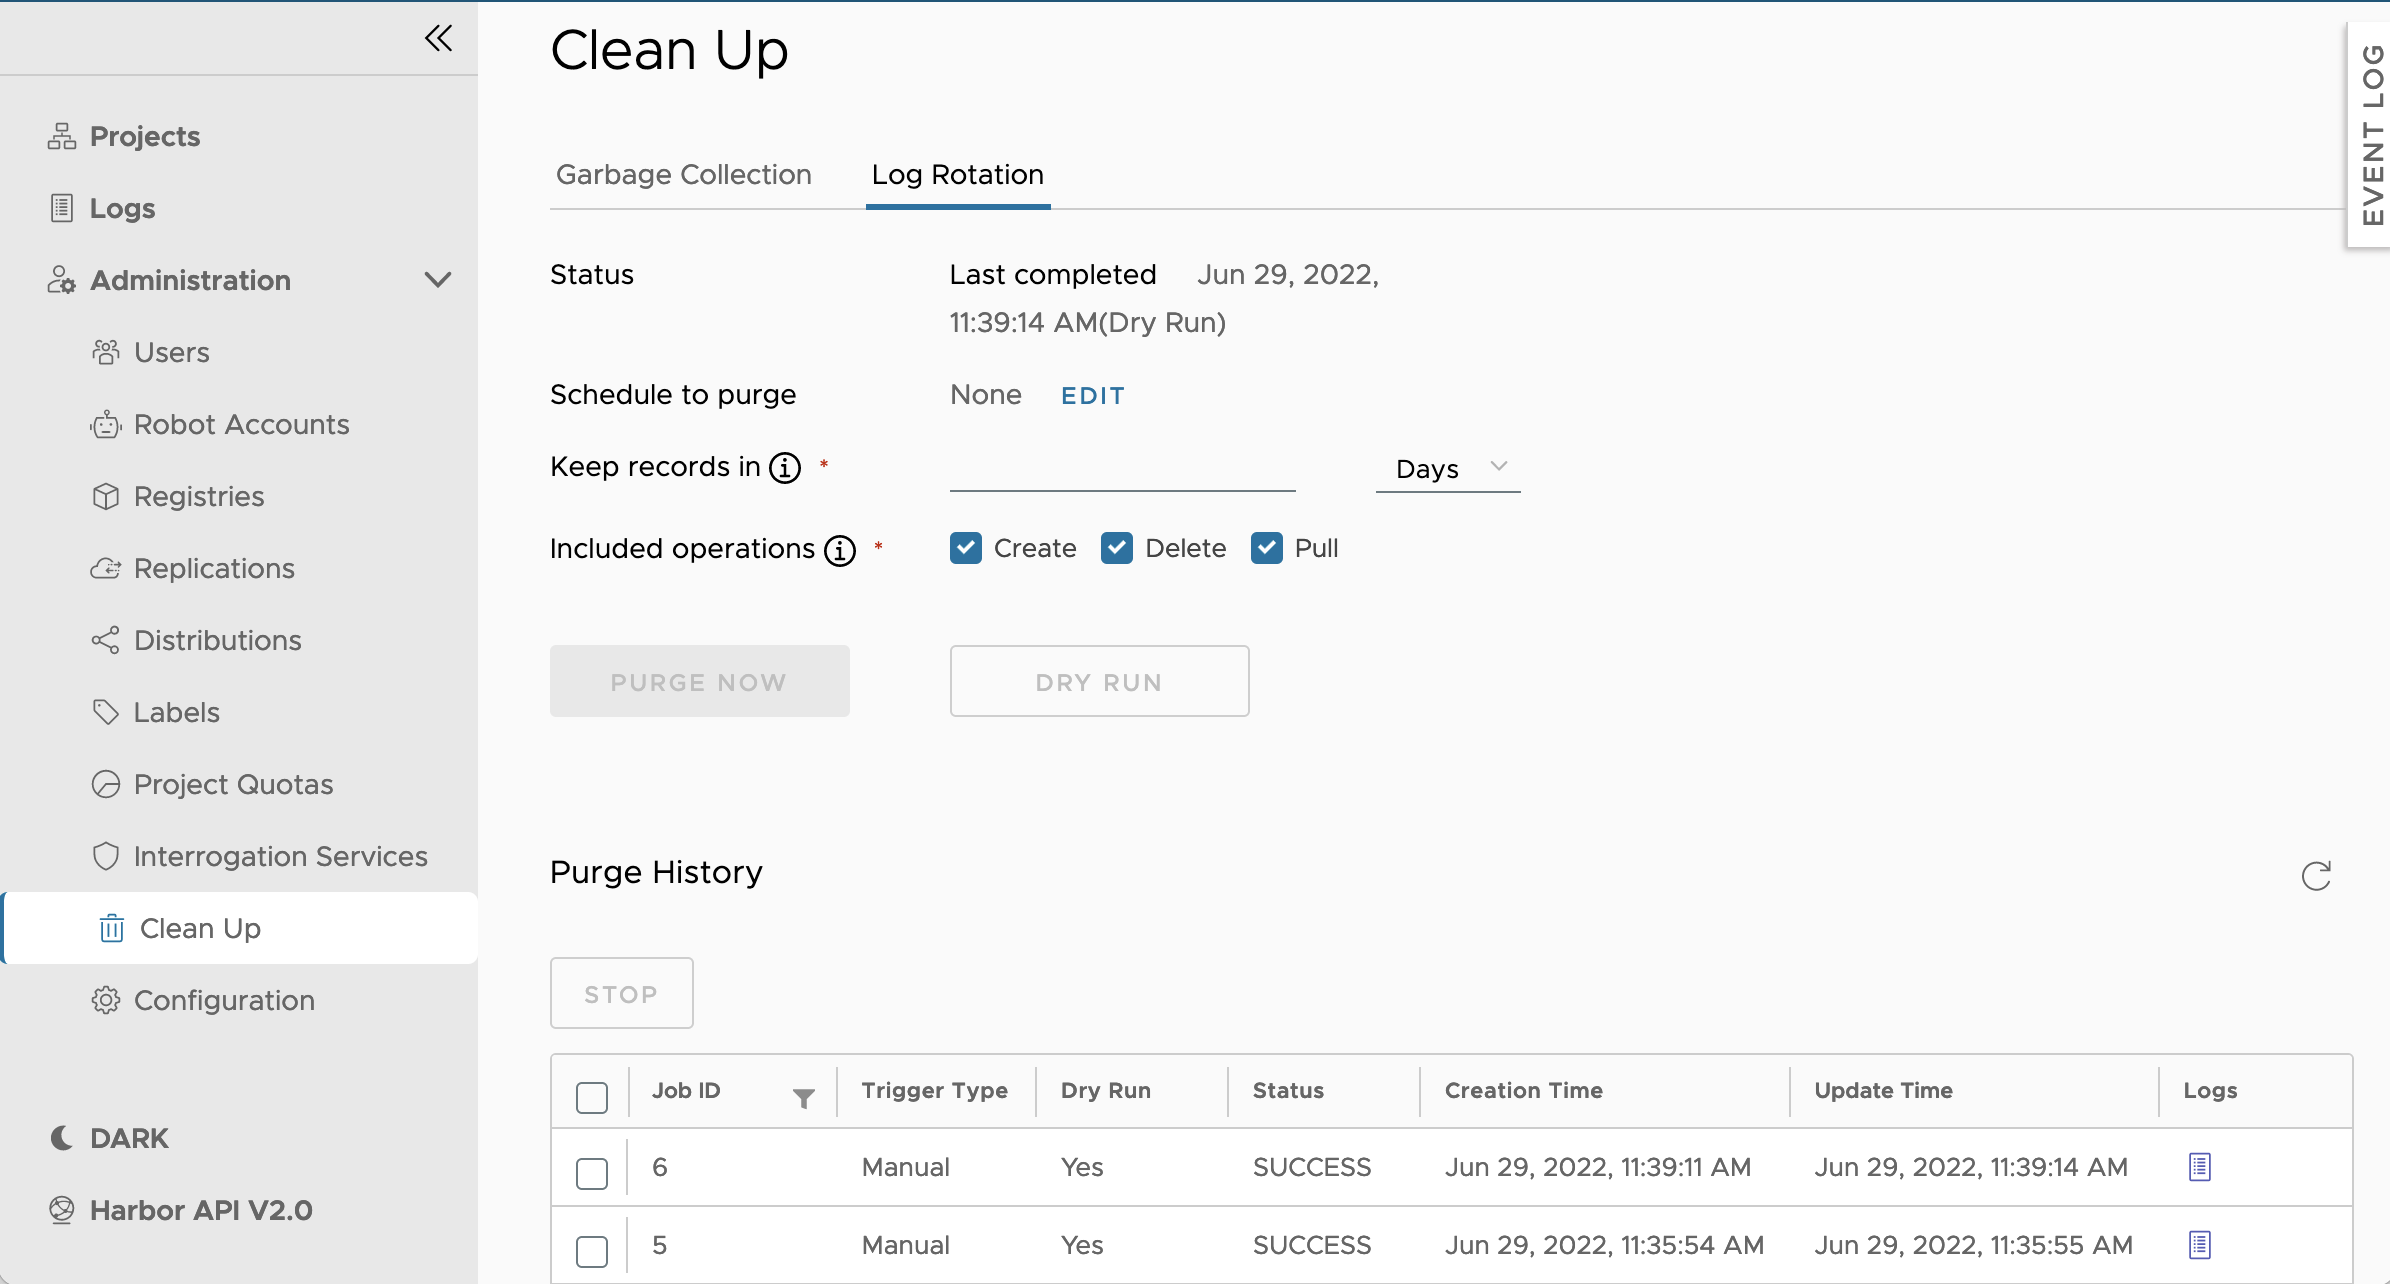 Projects
Logs
Administration
Users
Robot Accounts
Registries
Replications
Distributions
Labels
Project Quotas
Interrogation Services
Clean Up
Configuration
DARK
Harbor API V2.0
Clean Up
EVENT LOG
Garbage Collection Log Rotation
Status Last completed Jun 29, 2022,
11:39:14 AM(Dry Run)
Schedule to purge None EDIT
Keep records in * Days
Included operations * Create Delete Pull
PURGE NOW DRY RUN
Purge History
STOP
Job ID Trigger Type Dry Run Status Creation Time Update Time Logs
6 Manual Yes SUCCESS Jun 29, 2022, 11:39:11 AM Jun 29, 2022, 11:39:14 AM
5 Manual Yes SUCCESS Jun 29, 2022, 11:35:54 AM Jun 29, 2022, 11:35:55 AM